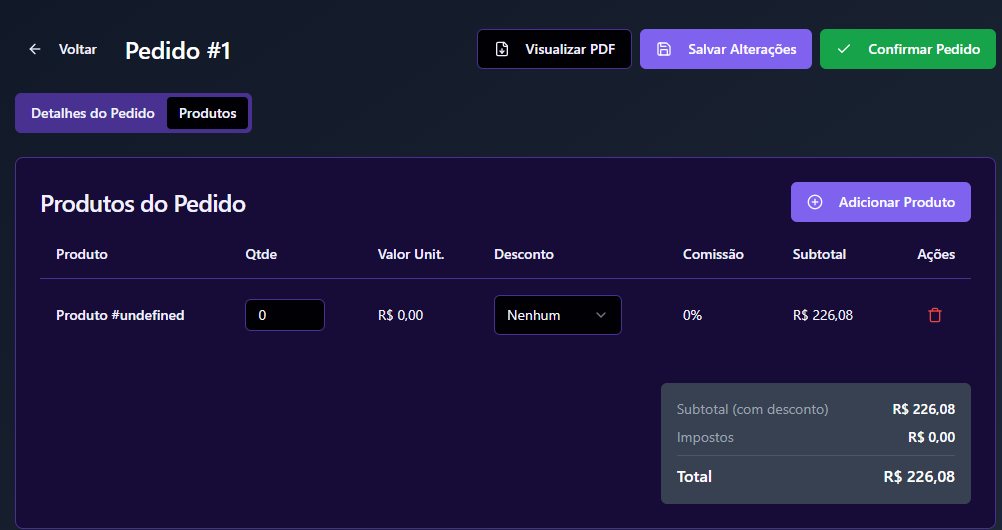 Voltar
Pedido #1
Visualizar PDF
Salvar Alterações
Confirmar Pedido
Detalhes do Pedido
Produtos
Produtos do Pedido
Adicionar Produto
Produto Qtde Valor Unit. Desconto Comissão Subtotal Ações
Produto #undefined 0 R$ 0,00 Nenhum 0% R$ 226,08
Subtotal (com desconto) R$ 226,08
Impostos R$ 0,00
Total R$ 226,08